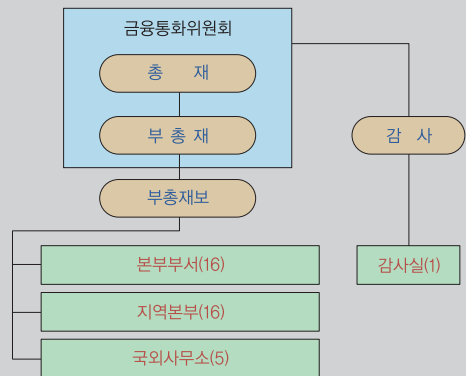 금융통화위원회
총 재
부 총 재
감 사
부총재보
본부부서(16)
감사실(1)
지역본부(16)
국외사무소(5)